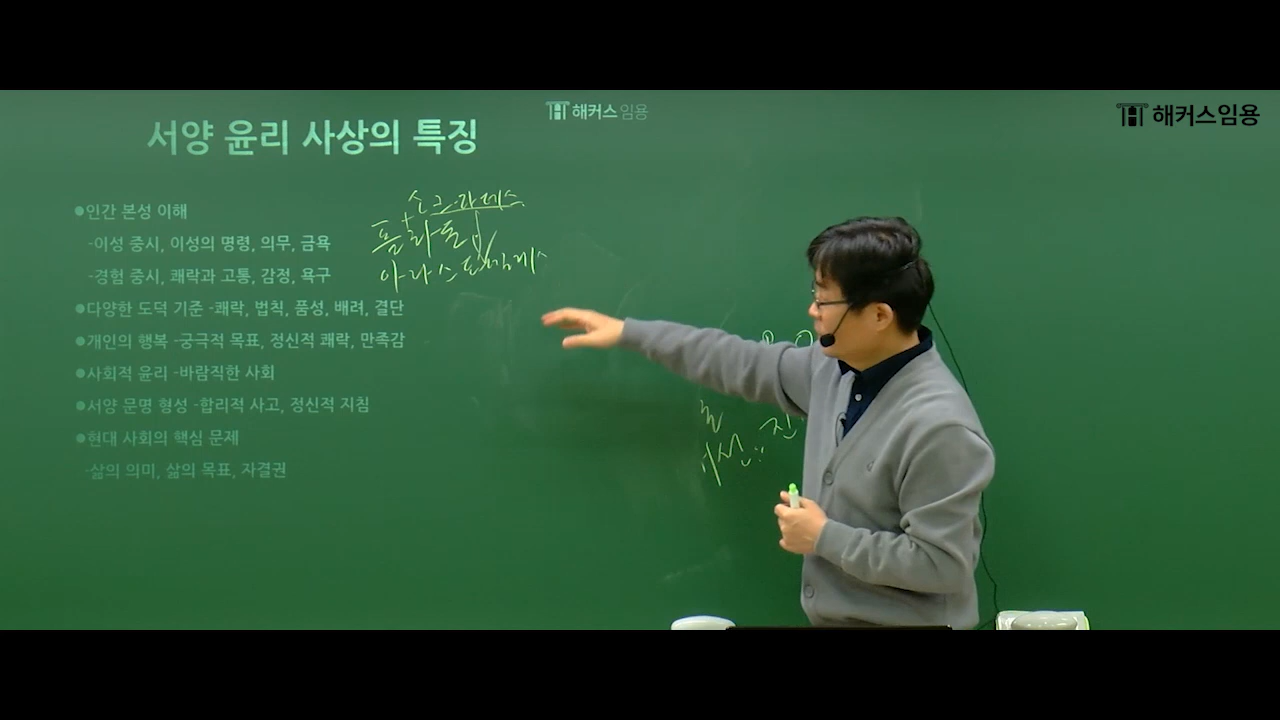 해커스임용
해커스임용
서양 윤리 사상의 특징
●인간 본성 이해
-이성 중시, 이성의 명령, 의무, 금욕
-경험 중시, 쾌락과 고통, 감정, 욕구
●다양한 도덕 기준 -쾌락, 법칙, 품성, 배려, 결단
●개인의 행복 -궁극적 목표, 정신적 쾌락, 만족감
●사회적 윤리 -바람직한 사회
●서양 문명 형성 -합리적 사고, 정신적 지침
●현대 사회의 핵심 문제
-삶의 의미, 삶의 목표, 자결권
소크라테스
플라톤
아리스토텔레스